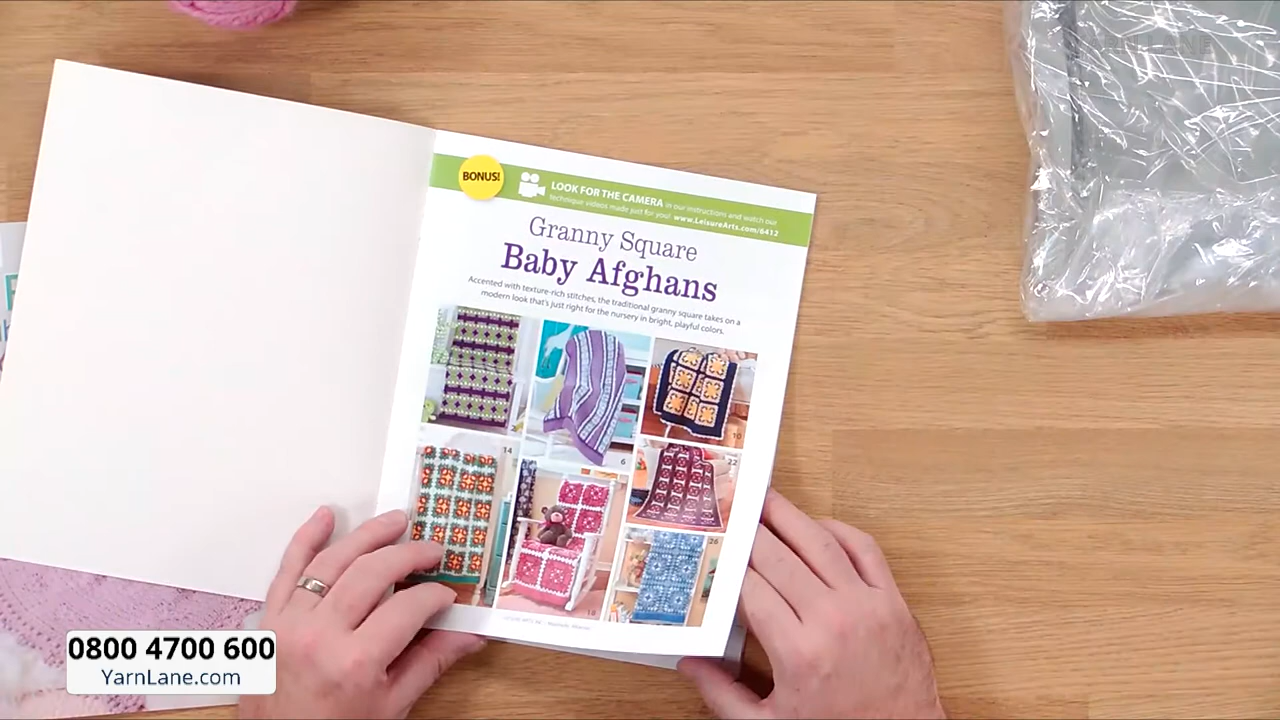 YARN LANE
BONUS!
LOOK FOR THE CAMERA in our instructions and watch our
technique videos made just for you! www.LeisureArts.com/6412
Granny Square
Baby Afghans
Accented with texture-rich stitches, the traditional granny square takes on a
modern look that's just right for the nursery in bright, playful colors.
10
14
6
22
26
18
0800 4700 600
YarnLane.com